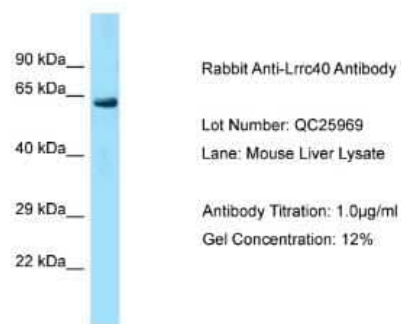 90 kDa
65 kDa
40 kDa
29 kDa
22 kDa
Rabbit Anti-Lrrc40 Antibody
Lot Number: QC25969
Lane: Mouse Liver Lysate
Antibody Titration: 1.0µg/ml
Gel Concentration: 12%